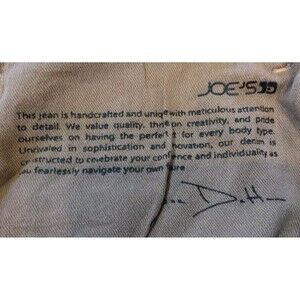 JOE'S
This jean is handcrafted and unique with meticulous attention
to detail. We value quality, thrive on creativity, and pride
ourselves on having the perfect for every body type.
Unrivaled in sophistication and innovation, our denim is
constructed to celebrate your confidence and individuality as
you fearlessly navigate your own
Joe Dahan